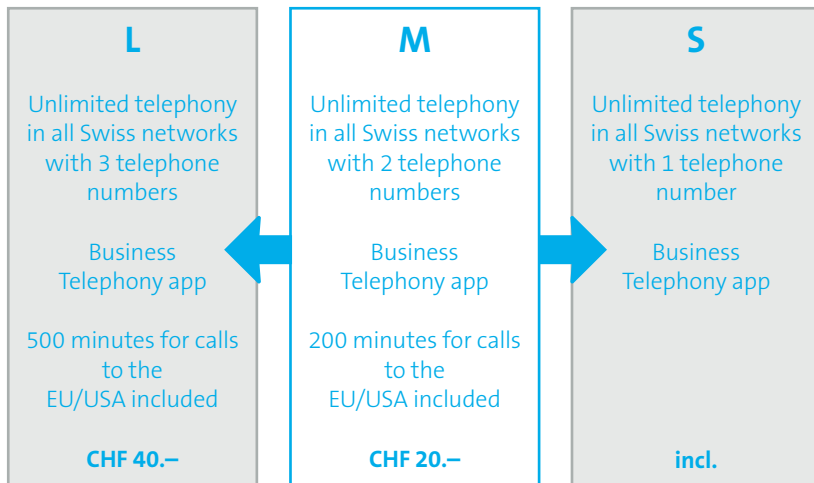 L
Unlimited telephony
in all Swiss networks
with 3 telephone
numbers
Business
Telephony app
500 minutes for calls
to the
EU/USA included
CHF 40.–
M
Unlimited telephony
in all Swiss networks
with 2 telephone
numbers
Business
Telephony app
200 minutes for calls
to the
EU/USA included
CHF 20.–
S
Unlimited telephony
in all Swiss networks
with 1 telephone
number
Business
Telephony app
incl.